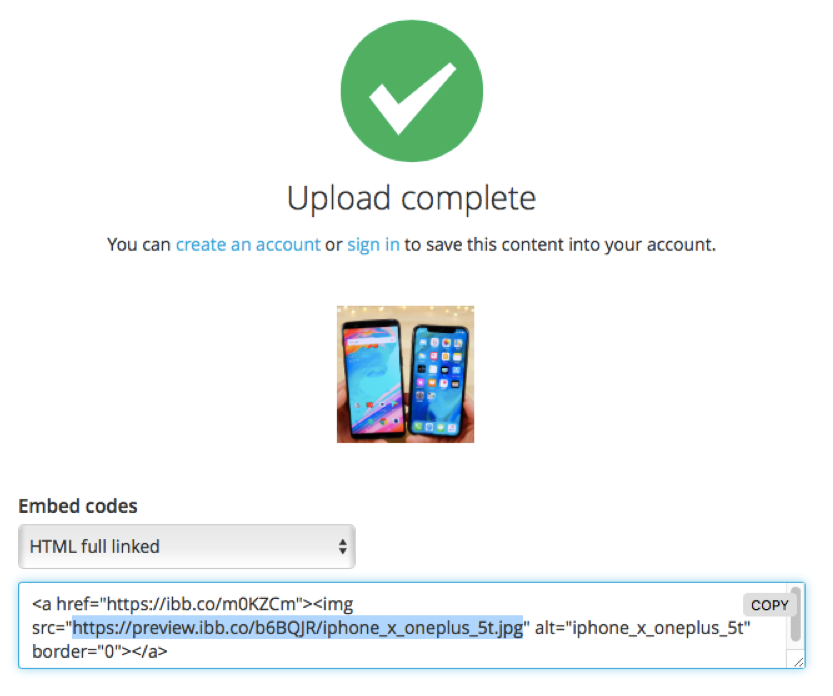 Upload complete
You can create an account or sign in to save this content into your account.
Embed codes
HTML full linked
<a href="https://ibb.co/m0KZCm"><img
COPY
src="https://preview.ibb.co/b6BQJR/iphone_x_oneplus_5t.jpg" alt="iphone_x_oneplus_5t"
border="0"></a>